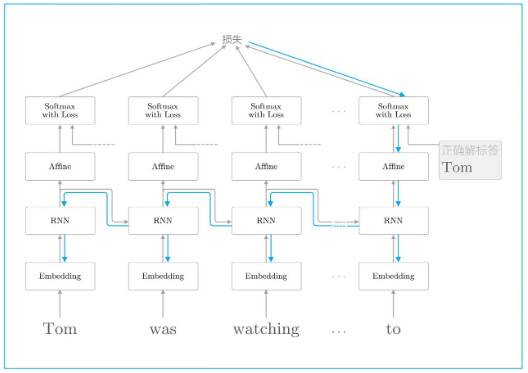 损失
Softmax
with Loss
Softmax
with Loss
Softmax
with Loss
...
Softmax
with Loss
正确解标签
Tom
Affine
Affine
Affine
...
Affine
RNN
RNN
RNN
RNN
Embedding
Embedding
Embedding
...
Embedding
Tom
was
watching
...
to